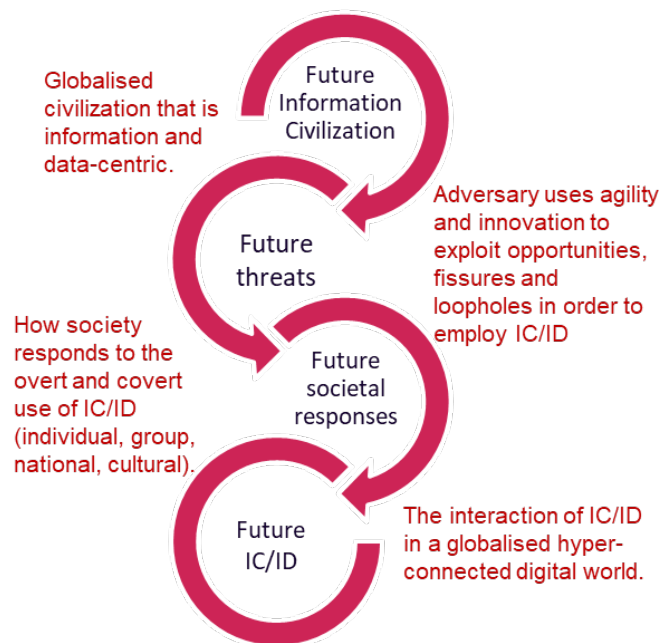 Future
Information
Civilization
Globalised
civilization that is
information and
data-centric.
Future
threats
Adversary uses agility
and innovation to
exploit opportunities,
fissures and
loopholes in order to
employ IC/ID
How society
responds to the
overt and covert
use of IC/ID
(individual, group,
national, cultural).
Future
societal
responses
Future
IC/ID
The interaction of IC/ID
in a globalised hyper-
connected digital world.